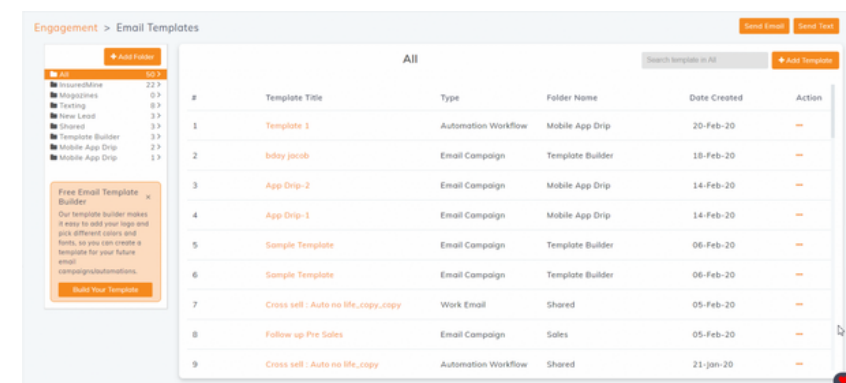 Engagement > Email Templates
Send Email Send Text
+ Add Folder
All 50 >
InsuredMine 22 >
Magazines 0 >
Texting 8 >
New Lead 3 >
Shared 3 >
Template Builder 3 >
Mobile App Drip 2 >
Mobile App Drip 1 >
Free Email Template Builder ×
Our template builder makes
it easy to add your logo and
pick different colors and
fonts, so you can create a
template for your future
email
campaigns/automations.
Build Your Template
All
Search template in All
+ Add Template
# Template Title Type Folder Name Date Created Action
1 Template 1 Automation Workflow Mobile App Drip 20-Feb-20
2 bday jacob Email Campaign Template Builder 18-Feb-20
3 App Drip-2 Email Campaign Mobile App Drip 14-Feb-20
4 App Drip-1 Email Campaign Mobile App Drip 14-Feb-20
5 Sample Template Email Campaign Template Builder 06-Feb-20
6 Sample Template Email Campaign Template Builder 06-Feb-20
7 Cross sell : Auto no life_copy_copy Work Email Shared 05-Feb-20
8 Follow up Pre Sales Email Campaign Sales 05-Feb-20
9 Cross sell : Auto no life_copy Automation Workflow Shared 21-Jan-20